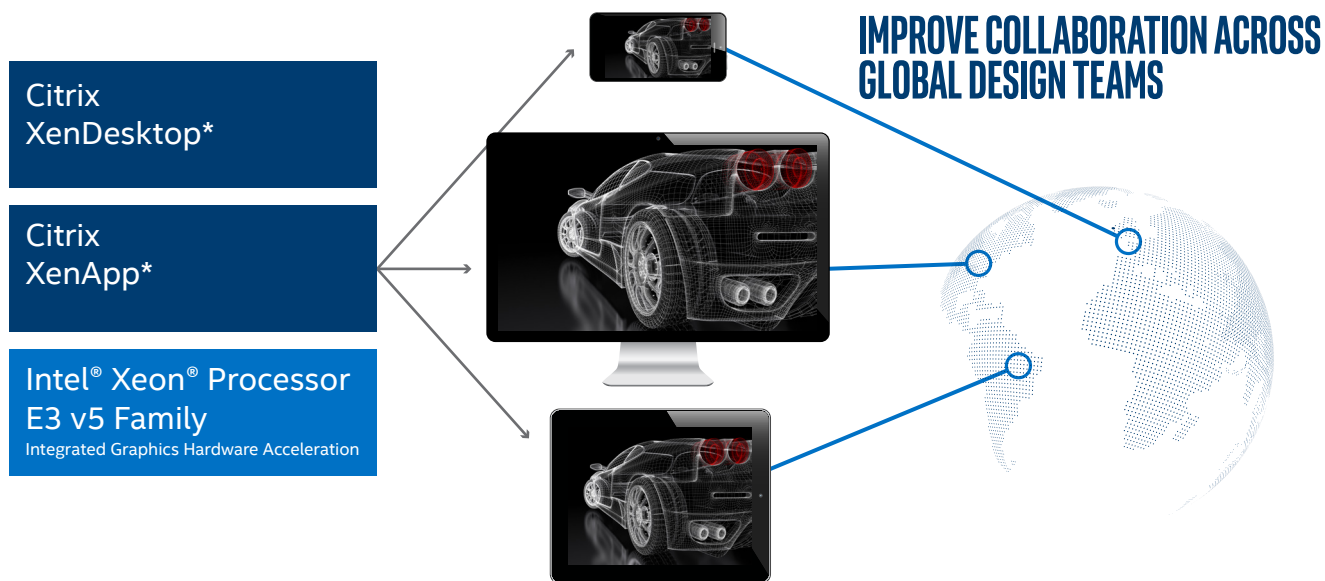 IMPROVE COLLABORATION ACROSS
GLOBAL DESIGN TEAMS
Citrix
XenDesktop*
Citrix
XenApp*
Intel® Xeon® Processor
E3 v5 Family
Integrated Graphics Hardware Acceleration